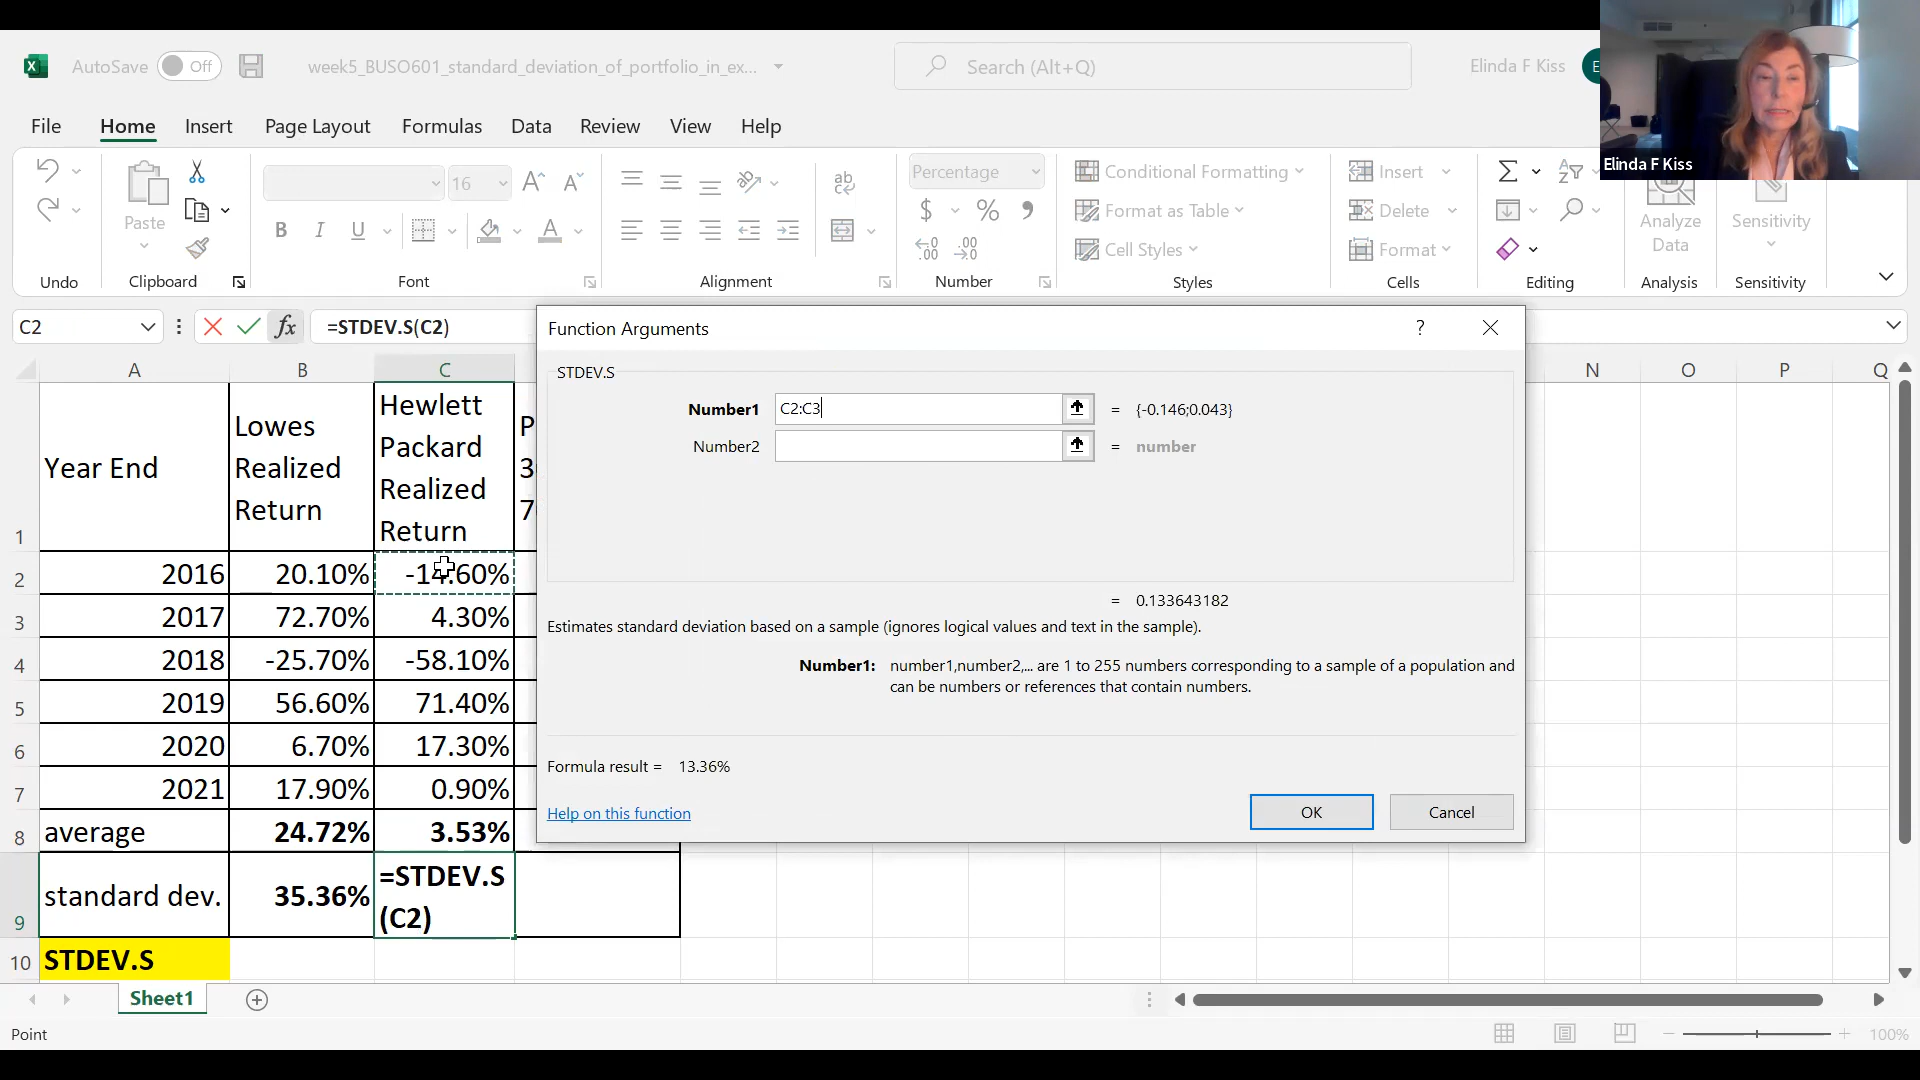 AutoSave Off week5_BUSO601_standard_deviation_of_portfolio_in_ex... Search (Alt+Q) Elinda F Kiss E
Elinda F Kiss
File Home Insert Page Layout Formulas Data Review View Help
16 Percentage Conditional Formatting Insert
Paste Format as Table Delete Analyze Data Sensitivity
B I U $ % Cell Styles Format
Undo Clipboard Font Alignment Number Styles Cells Editing Analysis Sensitivity
C2 fx =STDEV.S(C2)
Function Arguments ?
A B C N O P Q
STDEV.S
Number1 C2:C3 = {-0.146;0.043}
Number2 = number
= 0.133643182
Estimates standard deviation based on a sample (ignores logical values and text in the sample).
Number1: number1,number2,... are 1 to 255 numbers corresponding to a sample of a population and
can be numbers or references that contain numbers.
Formula result = 13.36%
Help on this function OK Cancel
1 Year End Lowes Realized Return Hewlett Packard Realized Return
2 2016 20.10% -14.60%
3 2017 72.70% 4.30%
4 2018 -25.70% -58.10%
5 2019 56.60% 71.40%
6 2020 6.70% 17.30%
7 2021 17.90% 0.90%
8 average 24.72% 3.53%
9 standard dev. 35.36% =STDEV.S
(C2)
10 STDEV.S
Sheet1
Point 100%